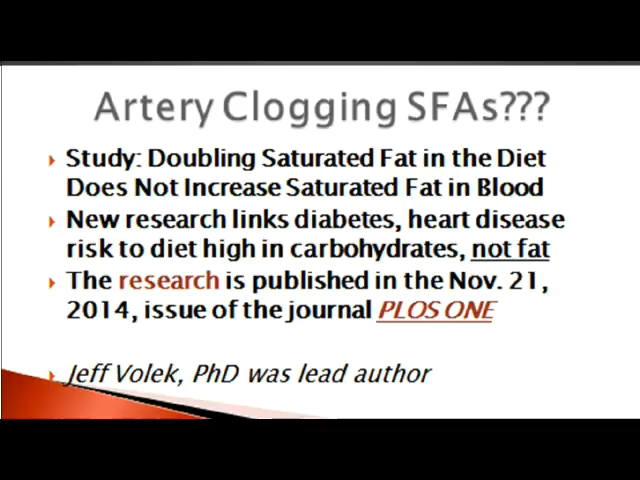 Artery Clogging SFAs???
Study: Doubling Saturated Fat in the Diet
Does Not Increase Saturated Fat in Blood
New research links diabetes, heart disease
risk to diet high in carbohydrates, not fat
The research is published in the Nov. 21,
2014, issue of the journal PLOS ONE
Jeff Volek, PhD was lead author